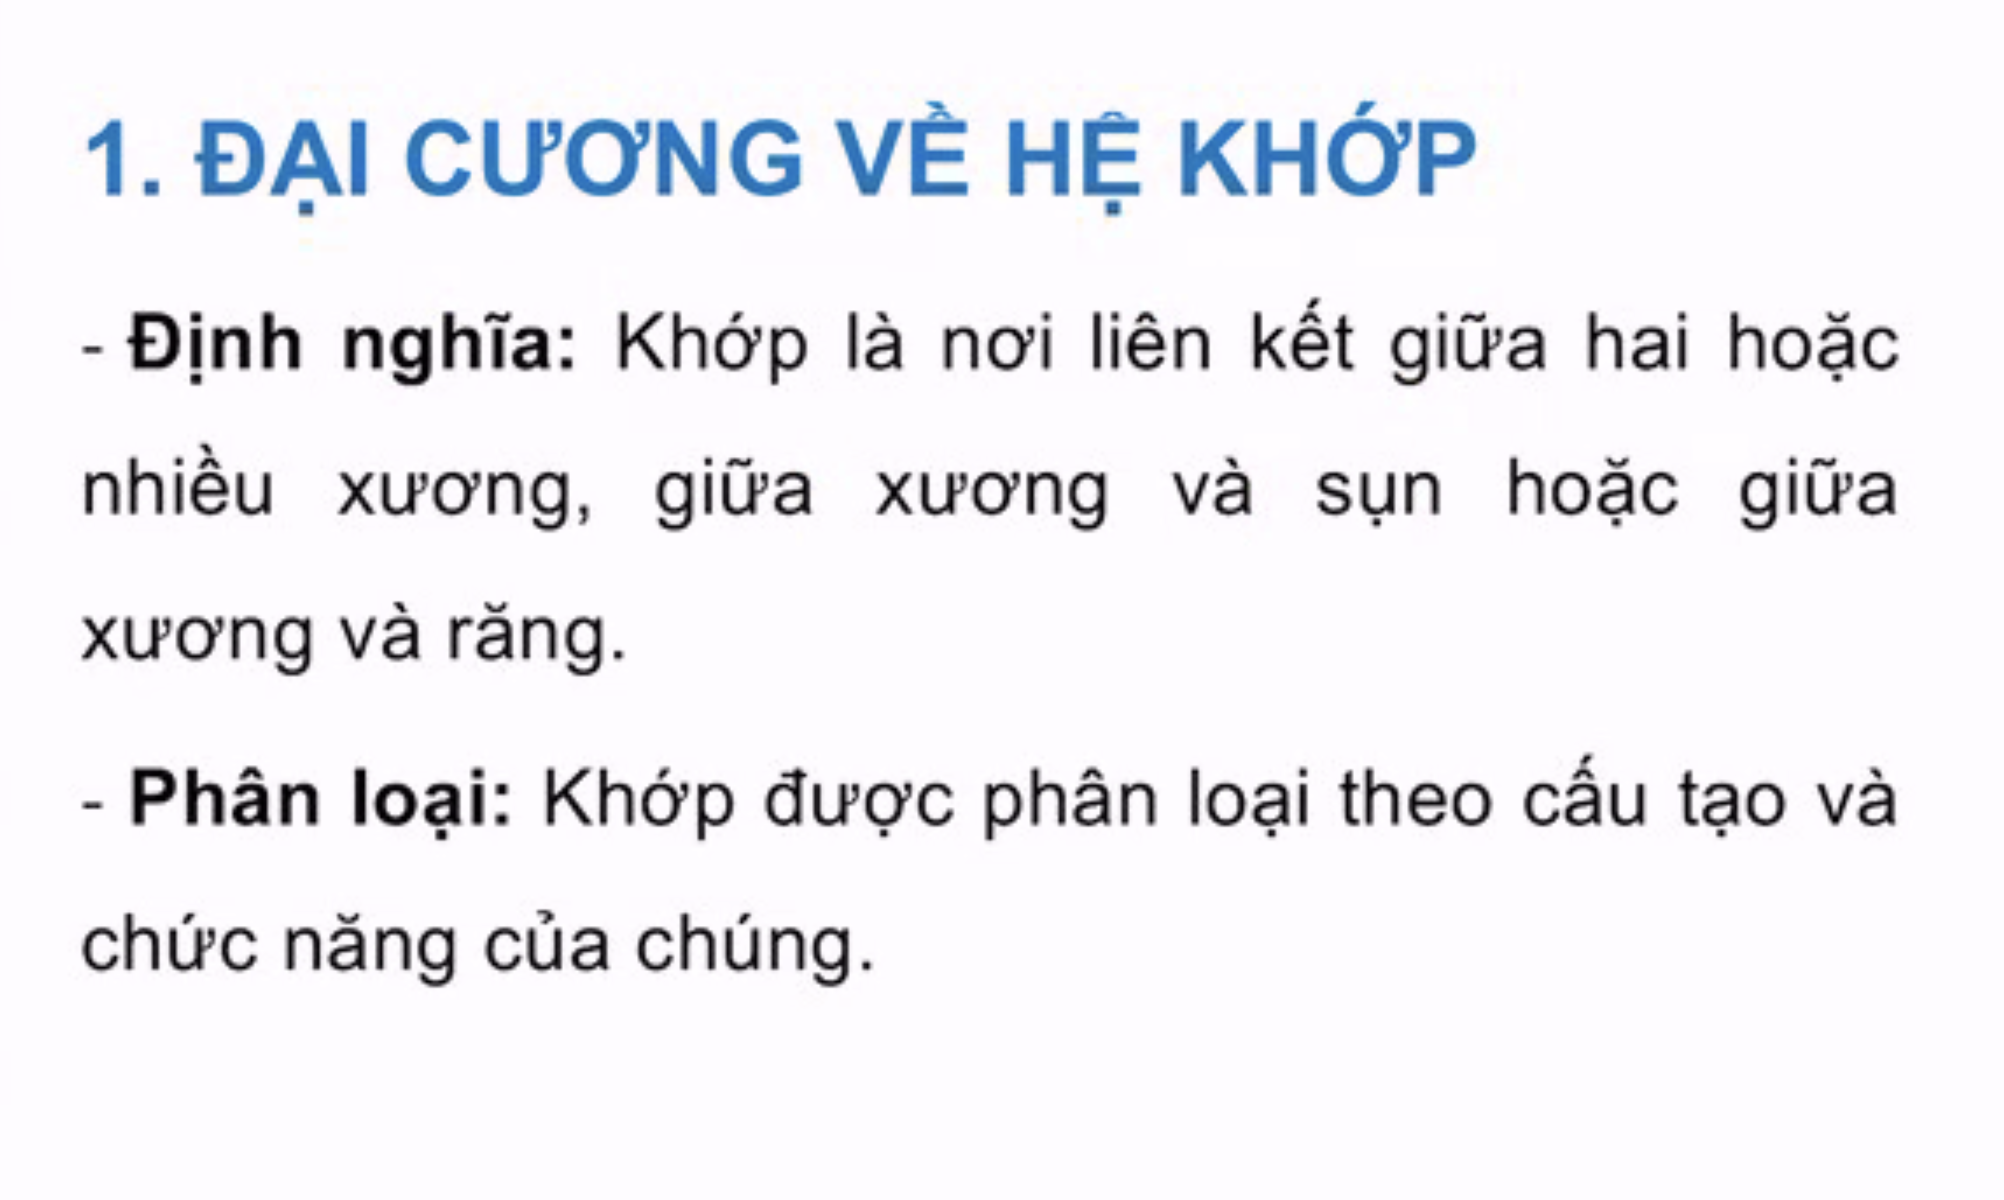 1. ĐẠI CƯƠNG VỀ HỆ KHỚP
- Định nghĩa: Khớp là nơi liên kết giữa hai hoặc
nhiều xương, giữa xương và sụn hoặc giữa
xương và răng.
- Phân loại: Khớp được phân loại theo cấu tạo và
chức năng của chúng.